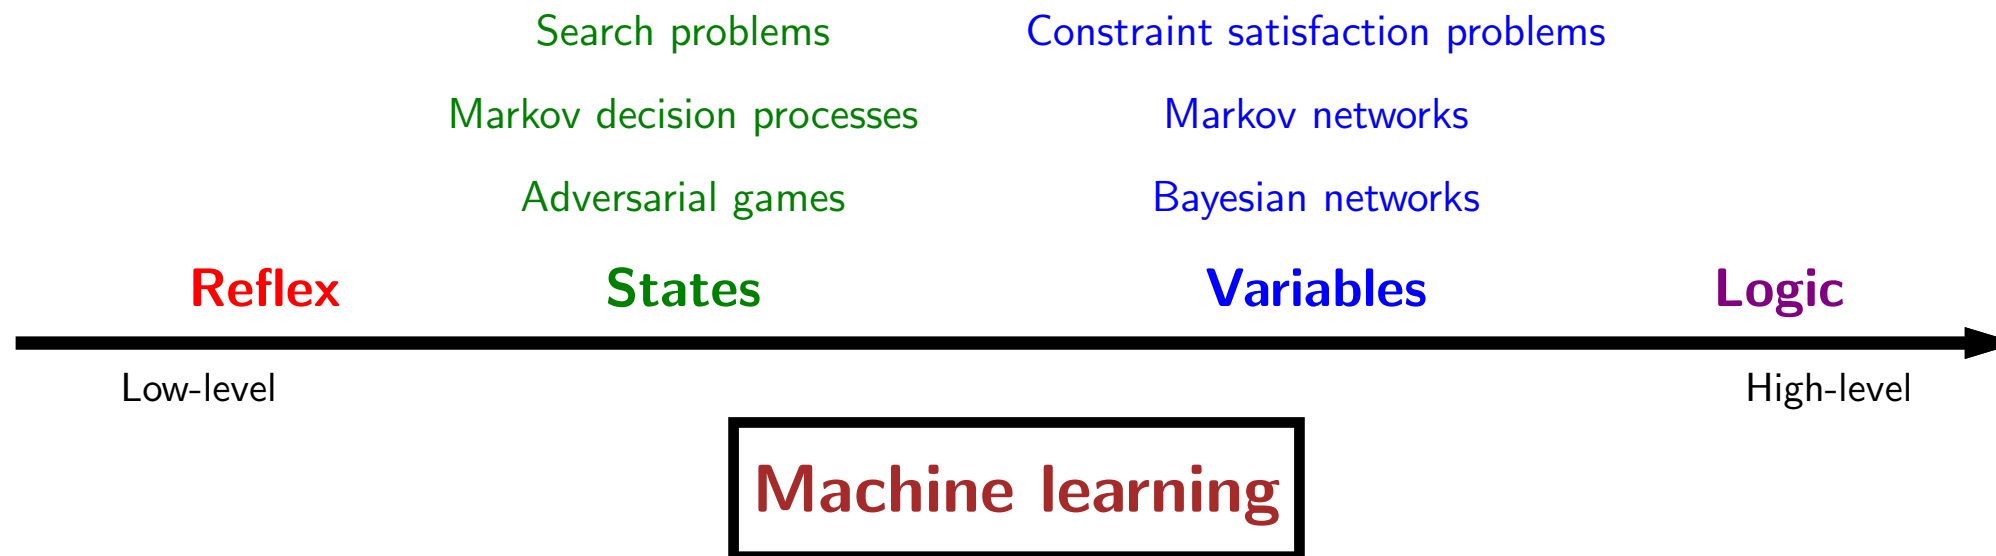 Search problems
Constraint satisfaction problems
Markov decision processes
Markov networks
Adversarial games
Bayesian networks
Reflex
States
Variables
Logic
Low-level
High-level
Machine learning